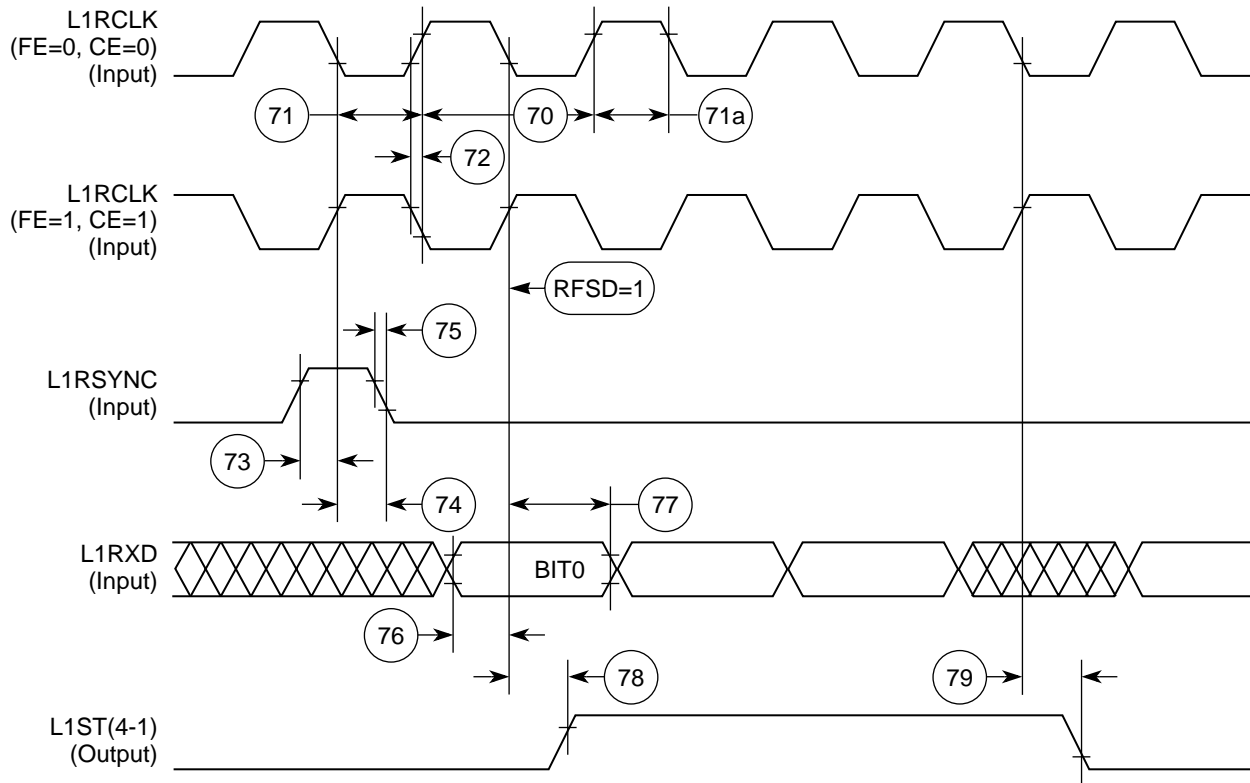 L1RCLK
(FE=0, CE=0)
(Input)
71
70
71a
72
L1RCLK
(FE=1, CE=1)
(Input)
RFSD=1
75
L1RSYNC
(Input)
73
74
77
L1RXD
(Input)
BIT0
76
78
79
L1ST(4-1)
(Output)